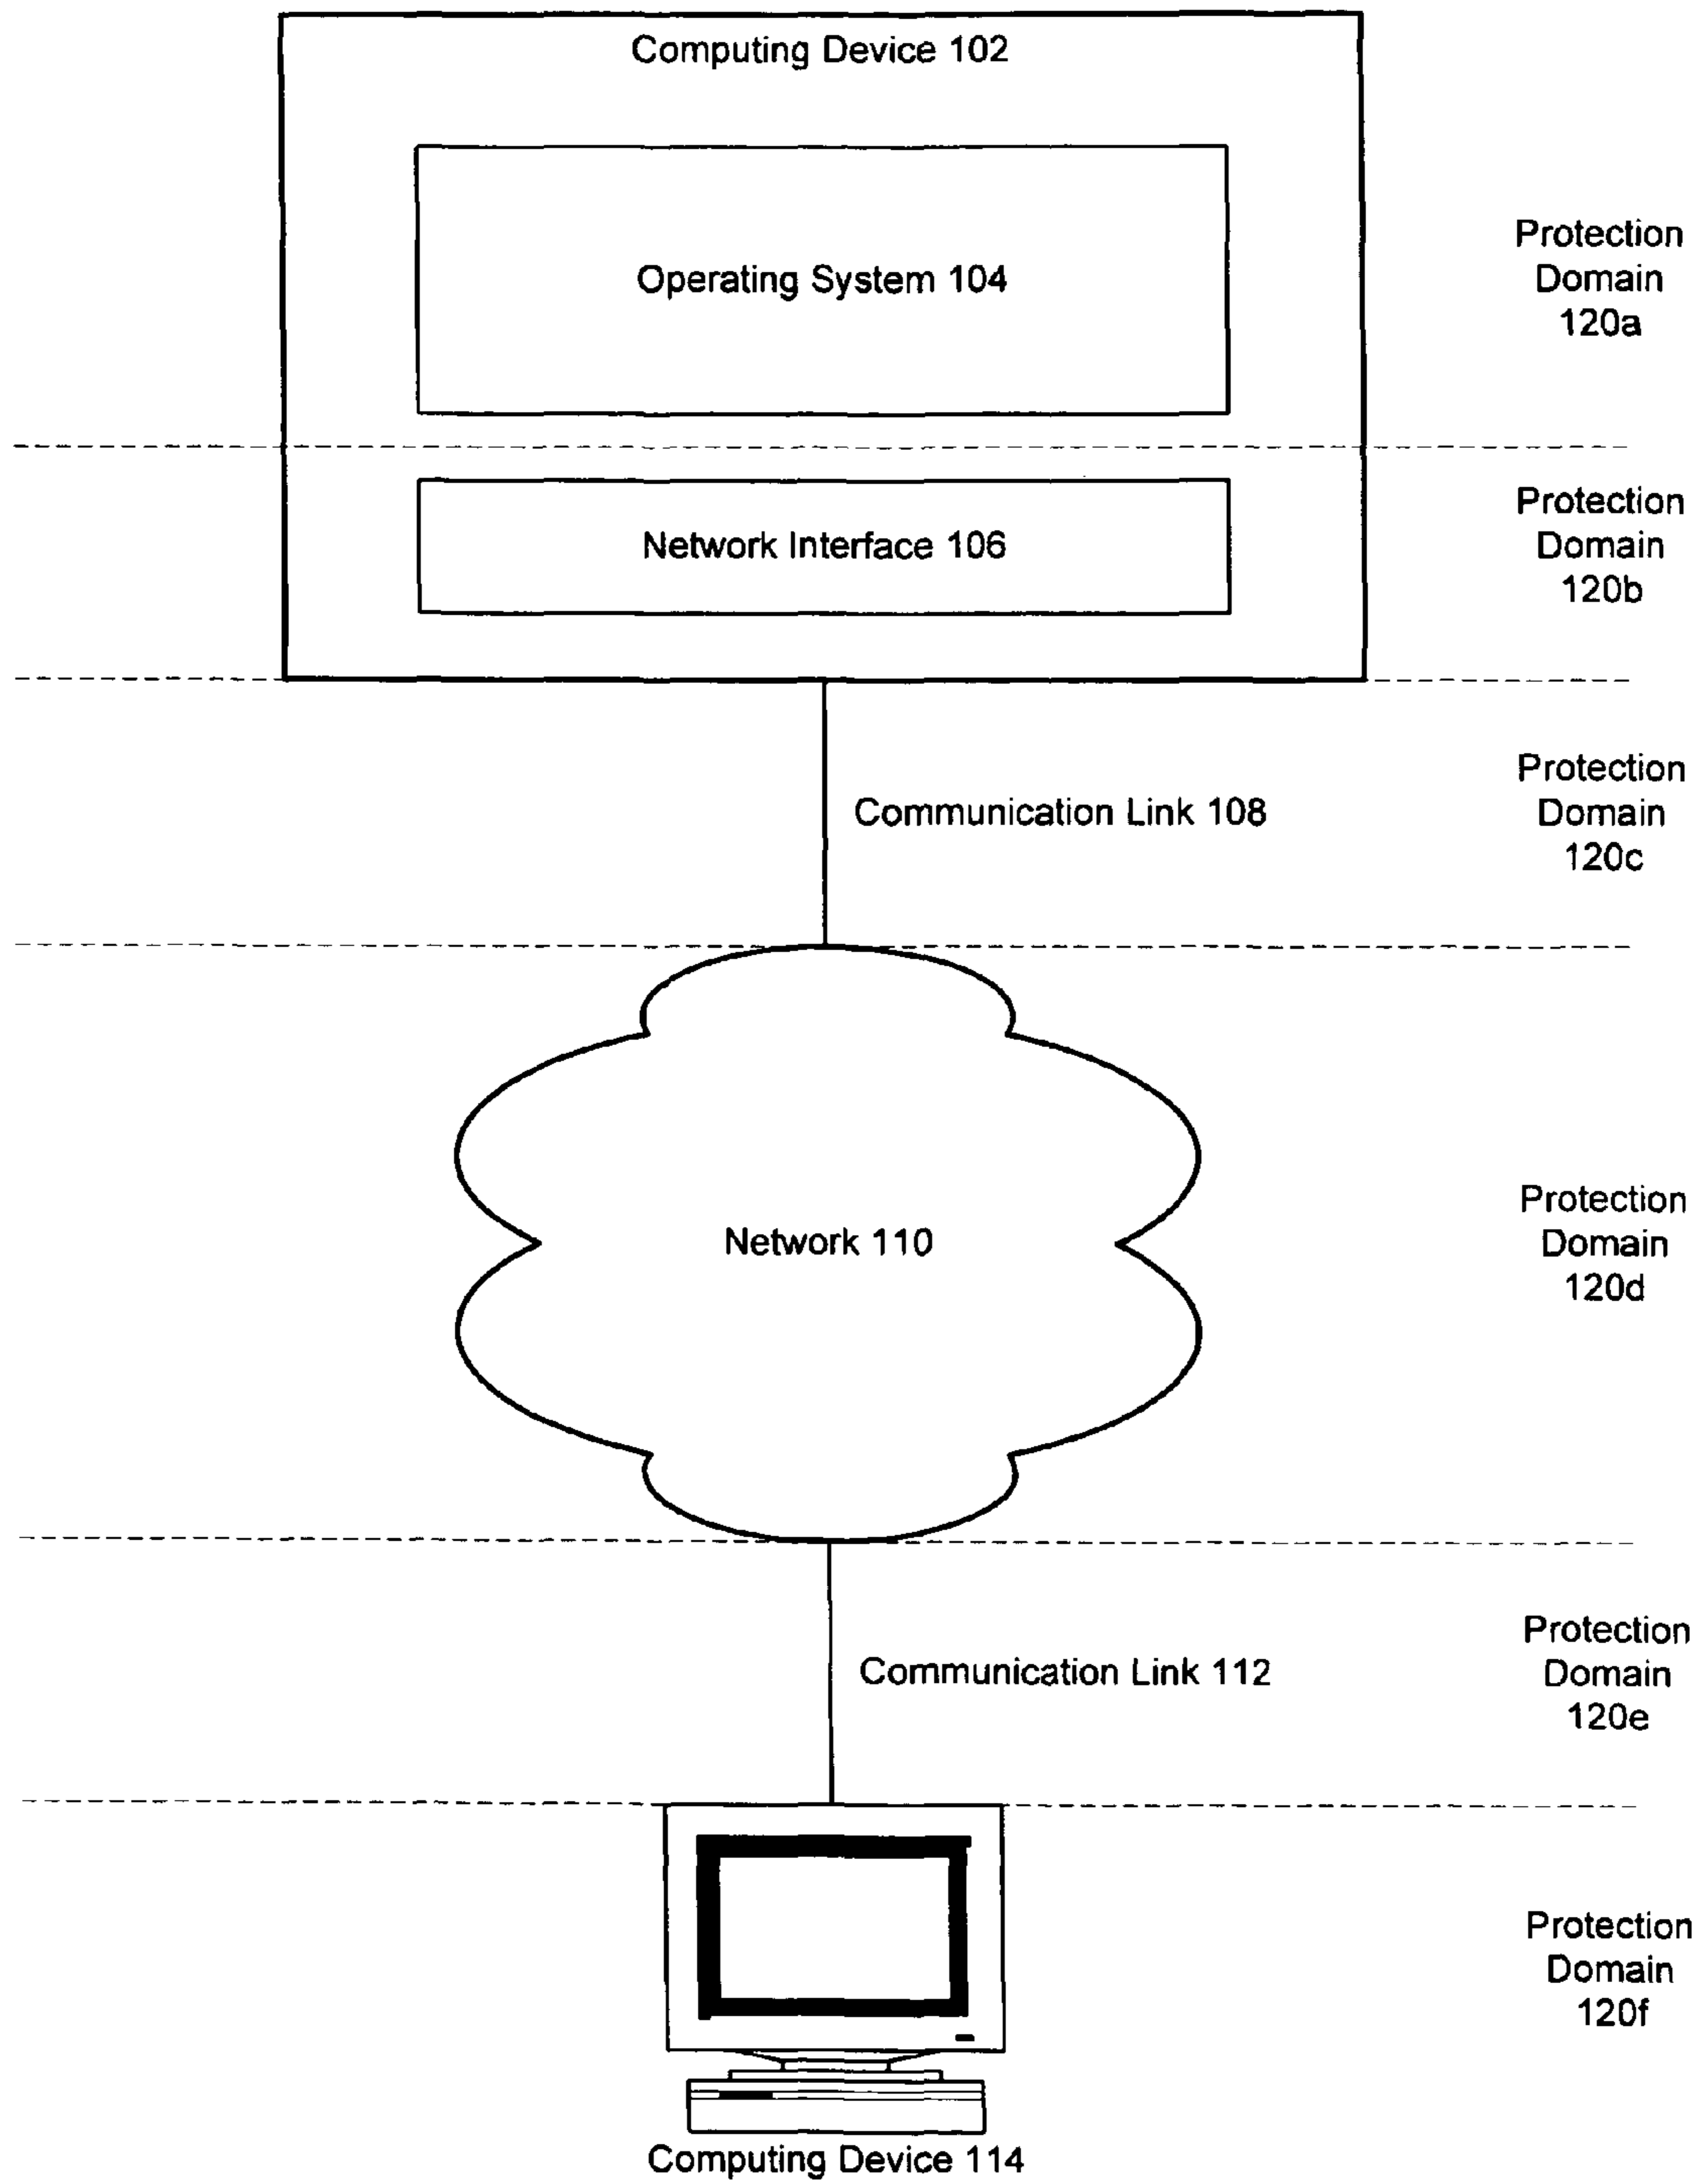 Computing Device 102
Operating System 104
Protection
Domain
120a
Network Interface 106
Protection
Domain
120b
Communication Link 108
Protection
Domain
120c
Network 110
Protection
Domain
120d
Communication Link 112
Protection
Domain
120e
Protection
Domain
120f
Computing Device 114